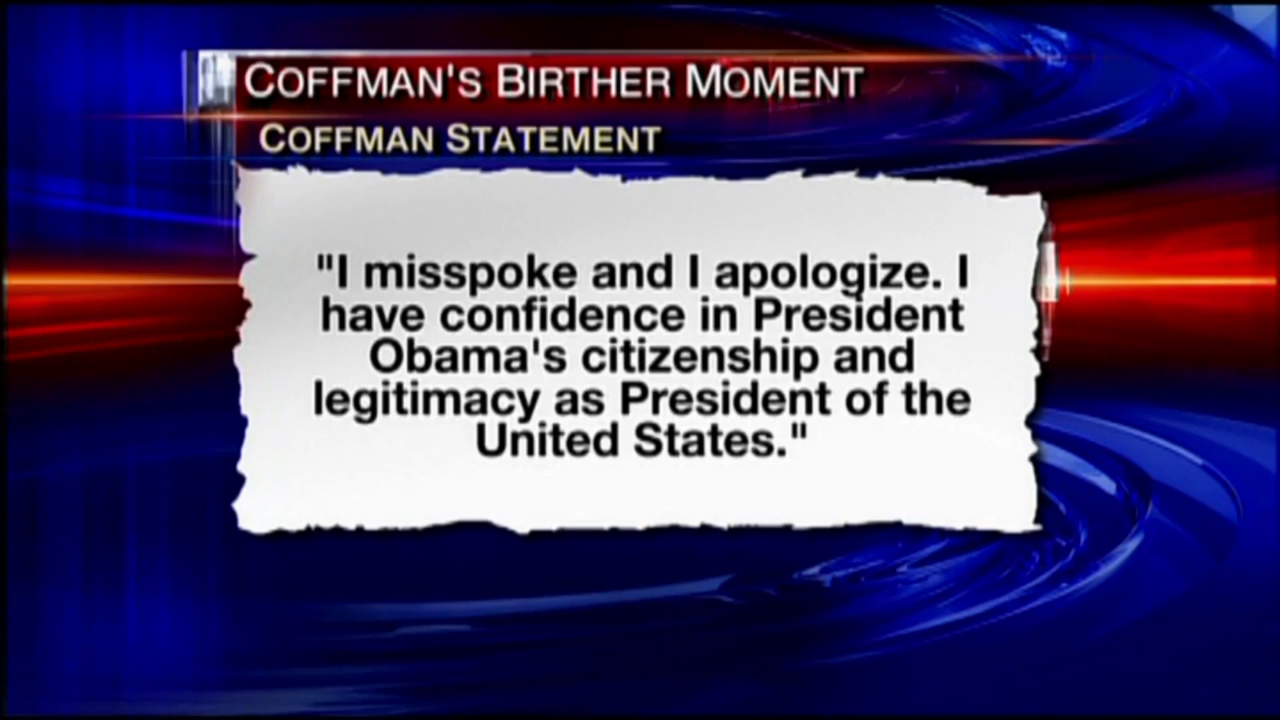 COFFMAN'S BIRTHER MOMENT
COFFMAN STATEMENT
"I misspoke and I apologize. I
have confidence in President
Obama's citizenship and
legitimacy as President of the
United States."